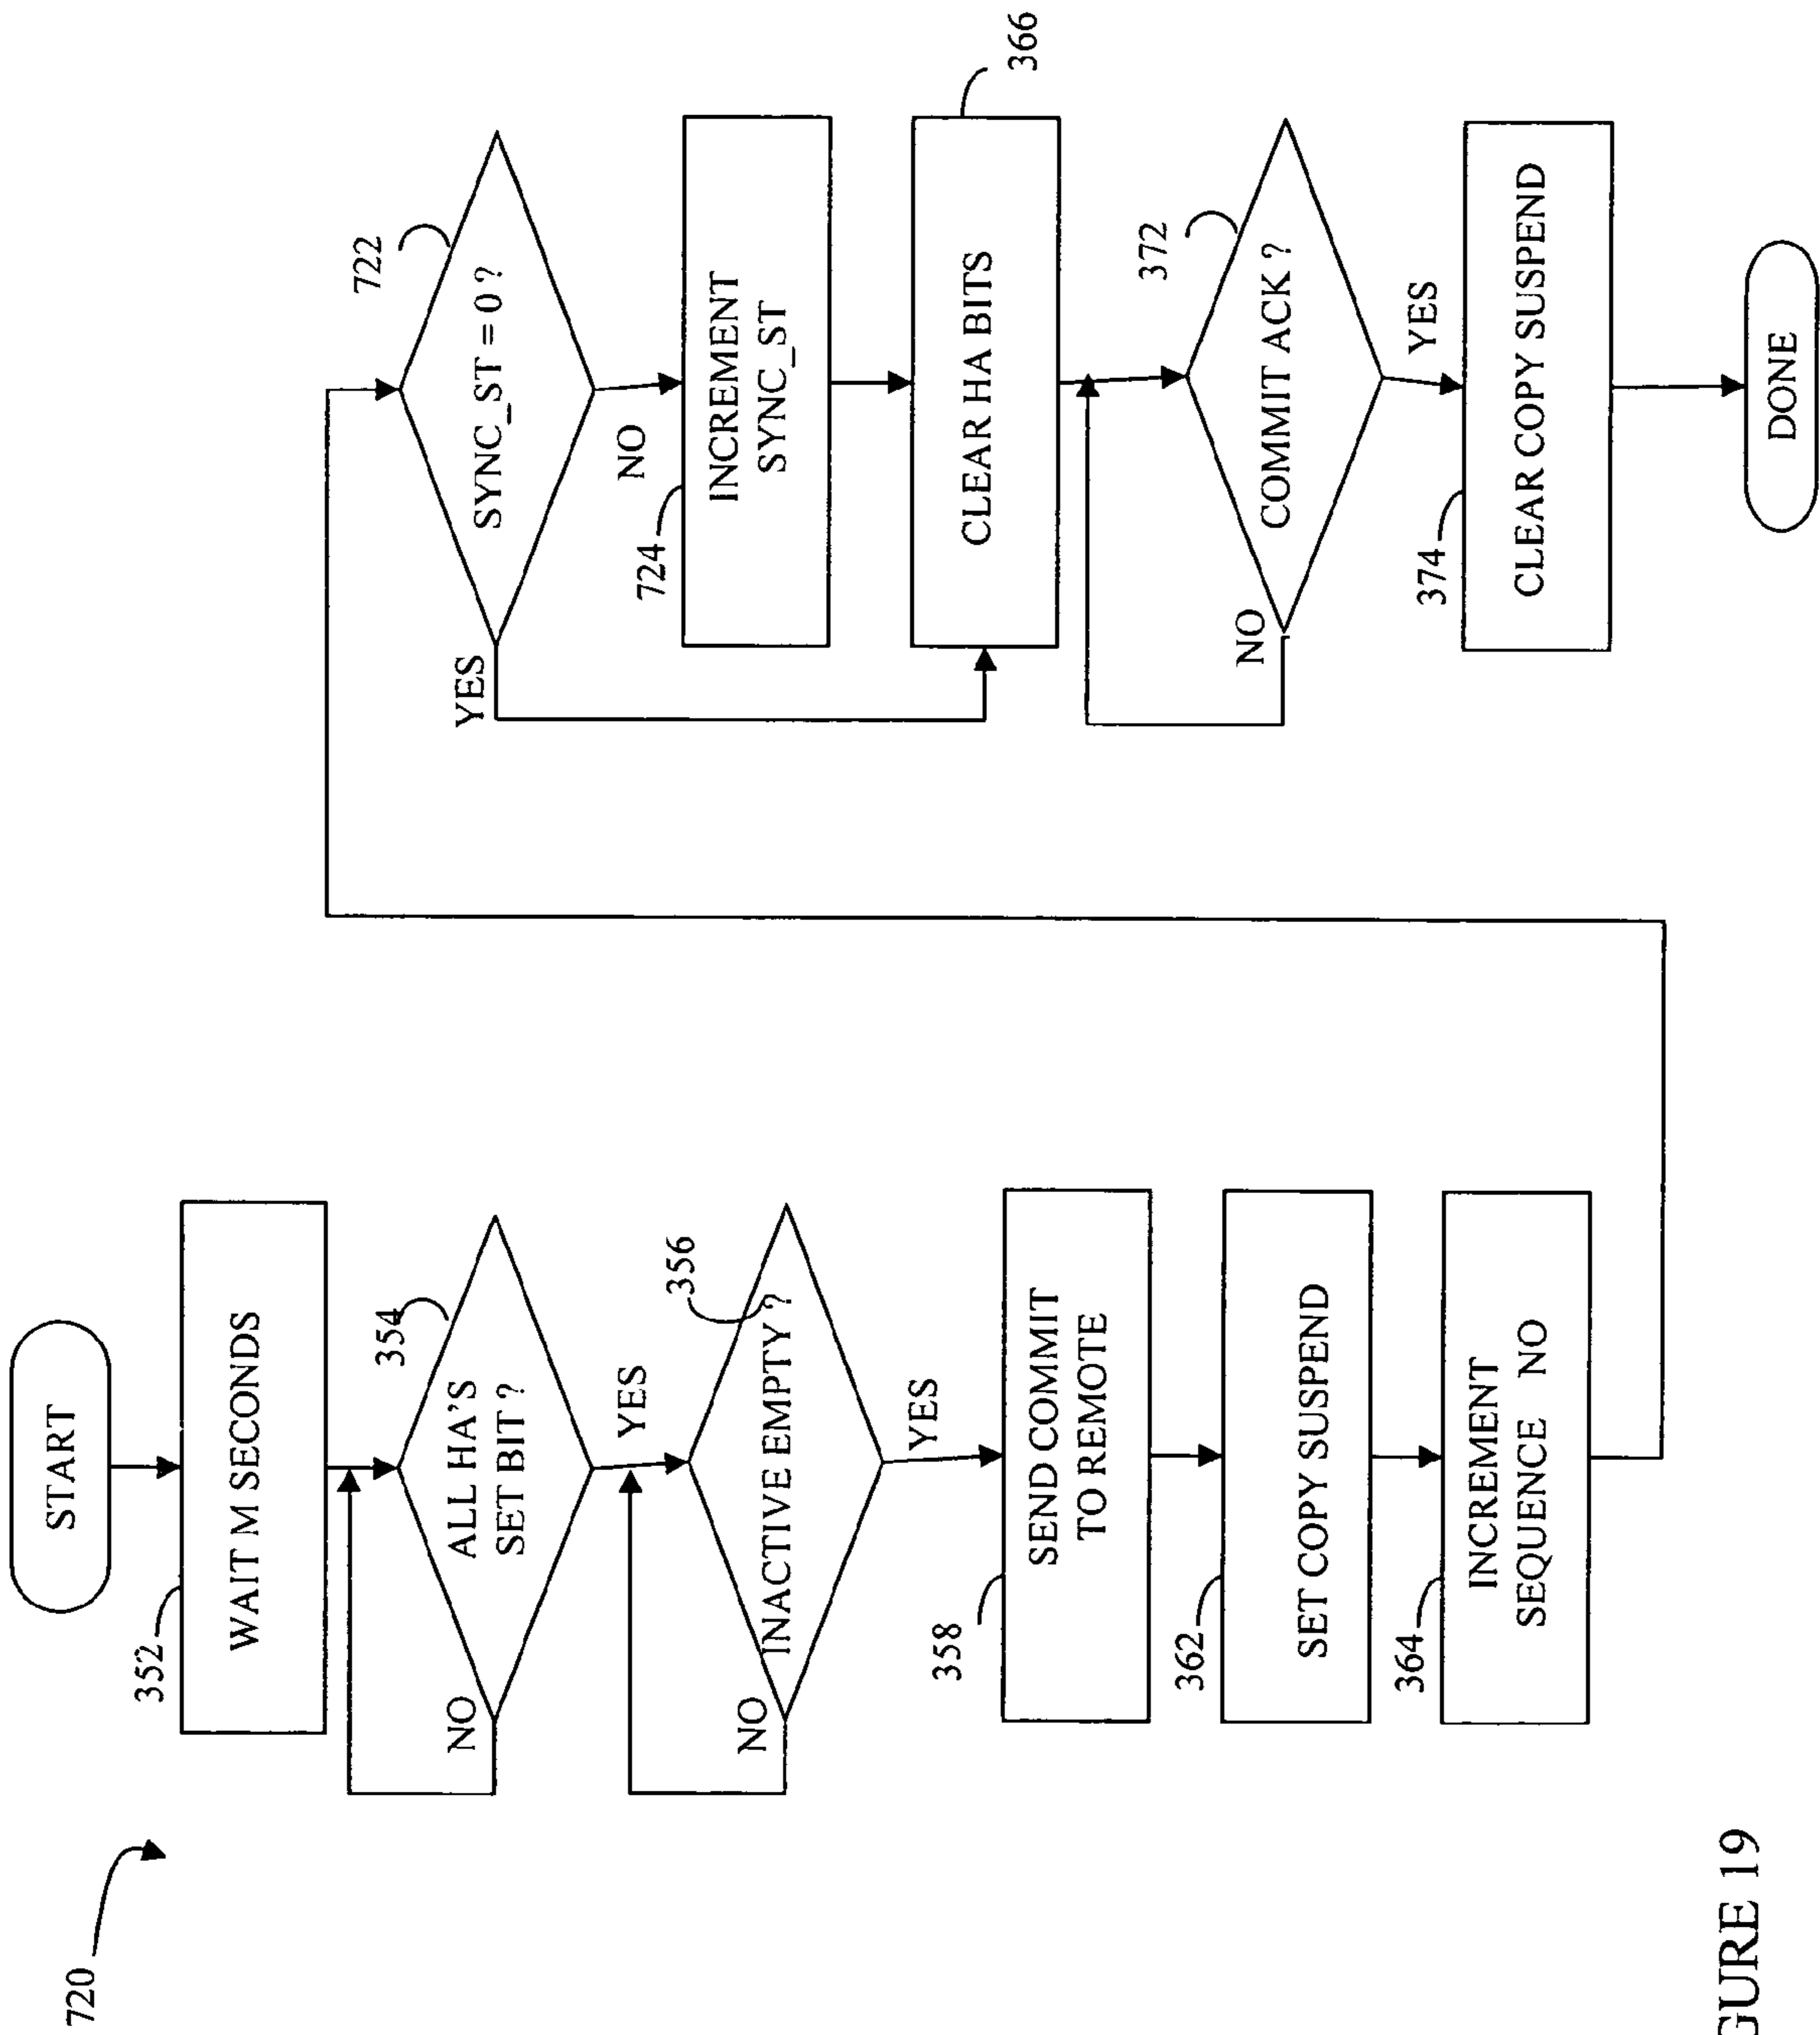 720
START
352
WAIT M SECONDS
354
ALL HA'S
SET BIT ?
NO
YES
356
INACTIVE EMPTY ?
NO
YES
358
SEND COMMIT
TO REMOTE
362
SET COPY SUSPEND
364
INCREMENT
SEQUENCE NO
722
SYNC_ST = 0 ?
YES
NO
724
INCREMENT
SYNC_ST
366
CLEAR HA BITS
372
COMMIT ACK ?
NO
YES
374
CLEAR COPY SUSPEND
DONE
GURE 19